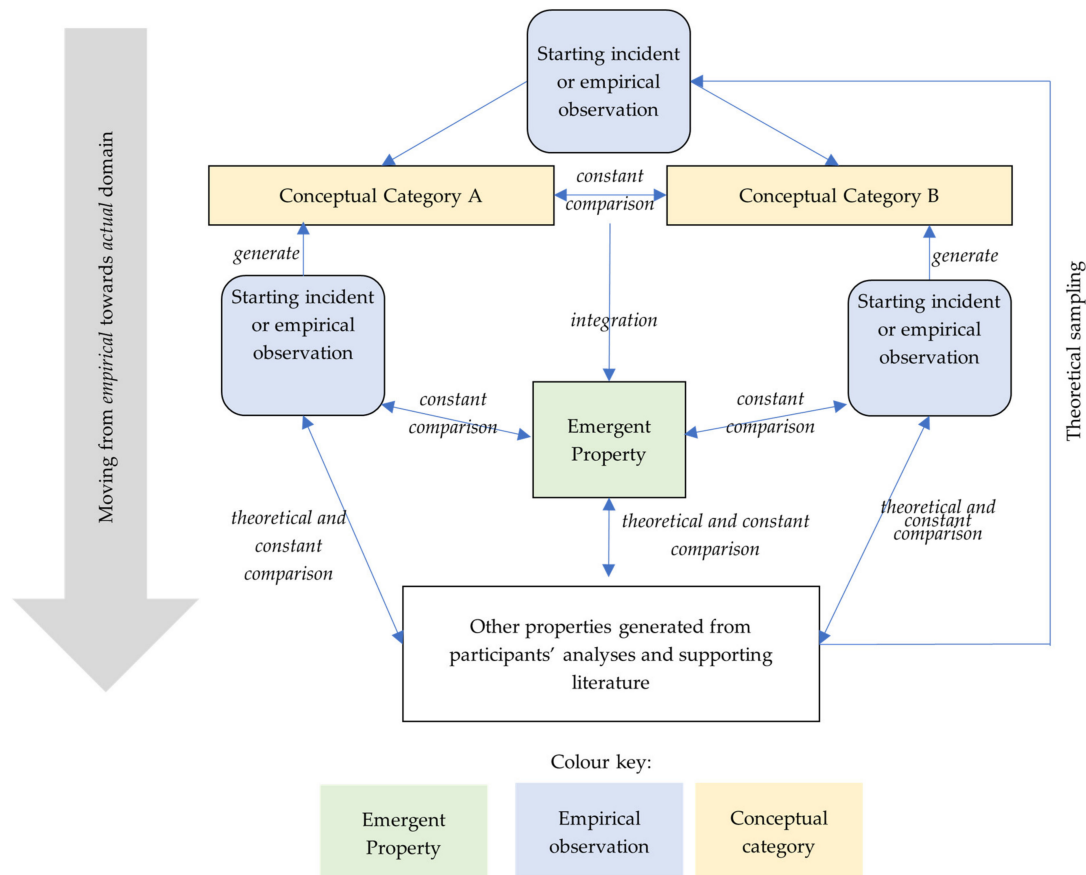 Starting incident
or empirical
observation
Moving from empirical towards actual domain
Conceptual Category A
constant
comparison
Conceptual Category B
generate
generate
Starting incident
or empirical
observation
integration
Starting incident
or empirical
observation
Theoretical sampling
constant
comparison
Emergent
Property
constant
comparison
theoretical and
constant
comparison
theoretical and constant
comparison
theoretical and
constant
comparison
Other properties generated from
participants’ analyses and supporting
literature
Colour key:
Emergent
Property
Empirical
observation
Conceptual
category